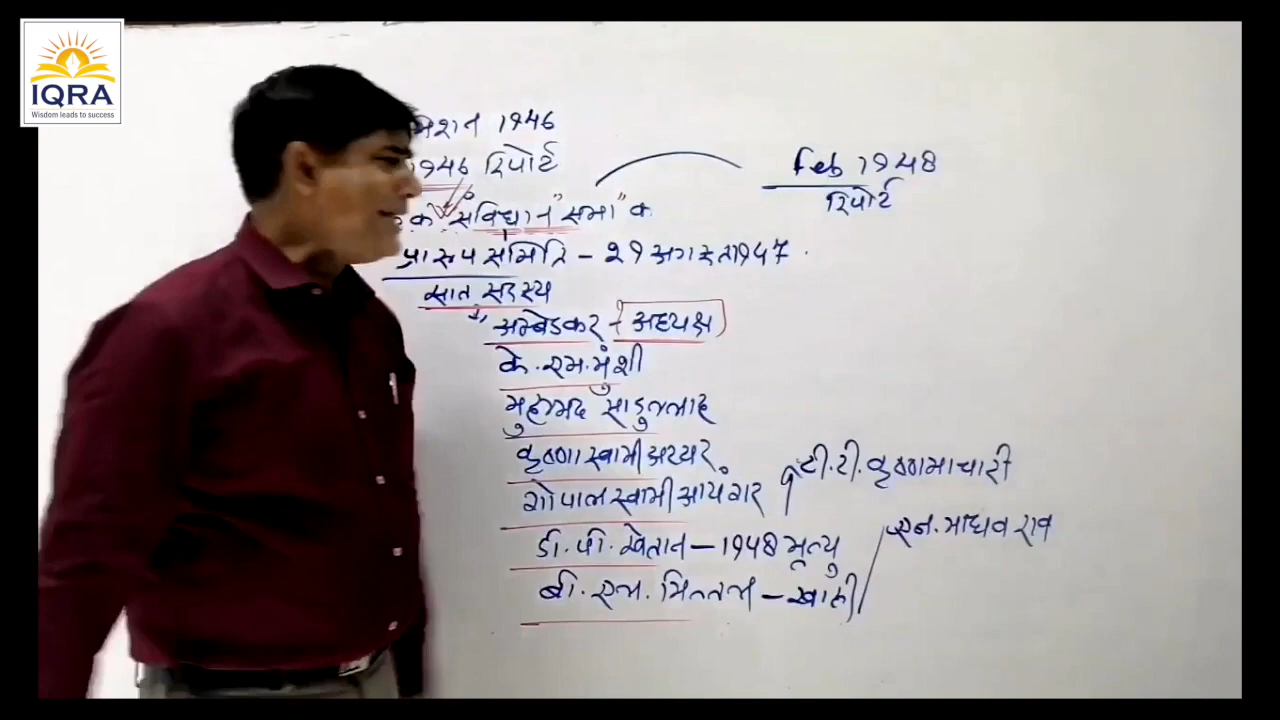 IQRA
Wisdom leads to success
मिशन 1946
1946 रिपोर्ट
के संविधान "सभा" क
Feb 1948
रिपोर्ट
प्रारुप समिति - 29 अगस्त 1947
सात सदस्य
अम्बेडकर - अध्यक्ष
के. एम. मुंशी
मुहम्मद सादुल्लाह
कृष्णा स्वामी अय्यर
गोपाल स्वामी आयंगर
टी. टी. कृष्णमाचारी
डी. पी. खेतान - 1948 मृत्यु
एन. माधव राव
बी. एल. मित्तल - खाली